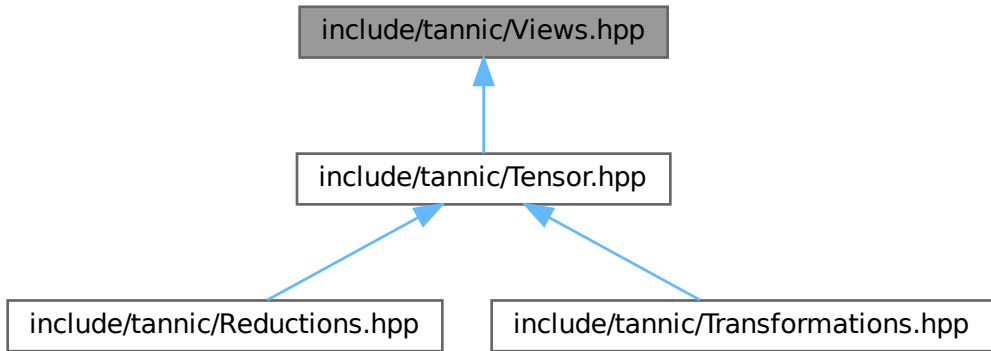 include/tannic/Views.hpp
include/tannic/Tensor.hpp
include/tannic/Reductions.hpp
include/tannic/Transformations.hpp